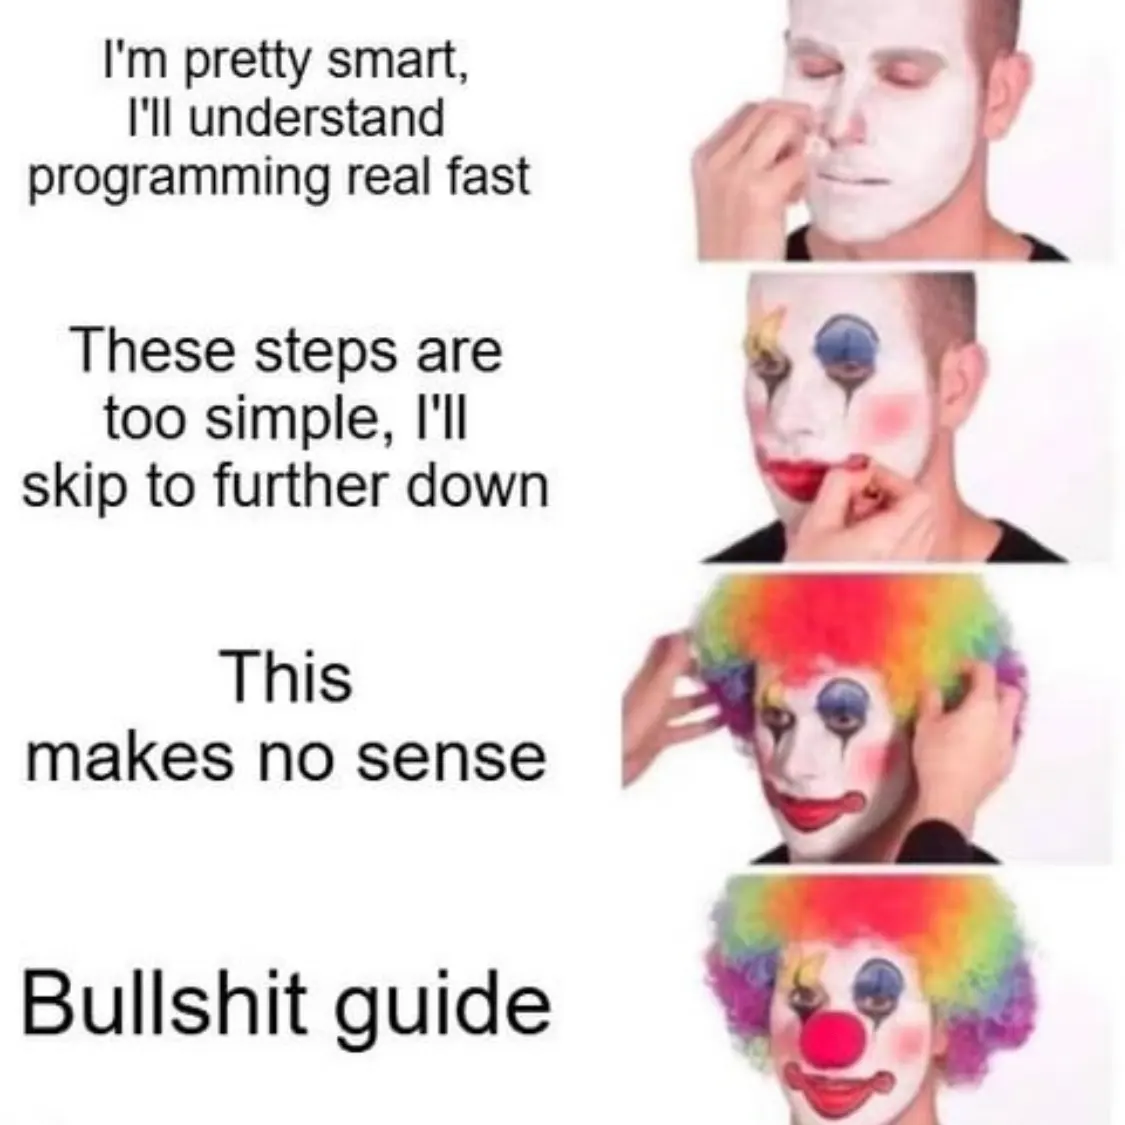 I'm pretty smart,
I'll understand
programming real fast
These steps are
too simple, I'll
skip to further down
This
makes no sense
Bullshit guide